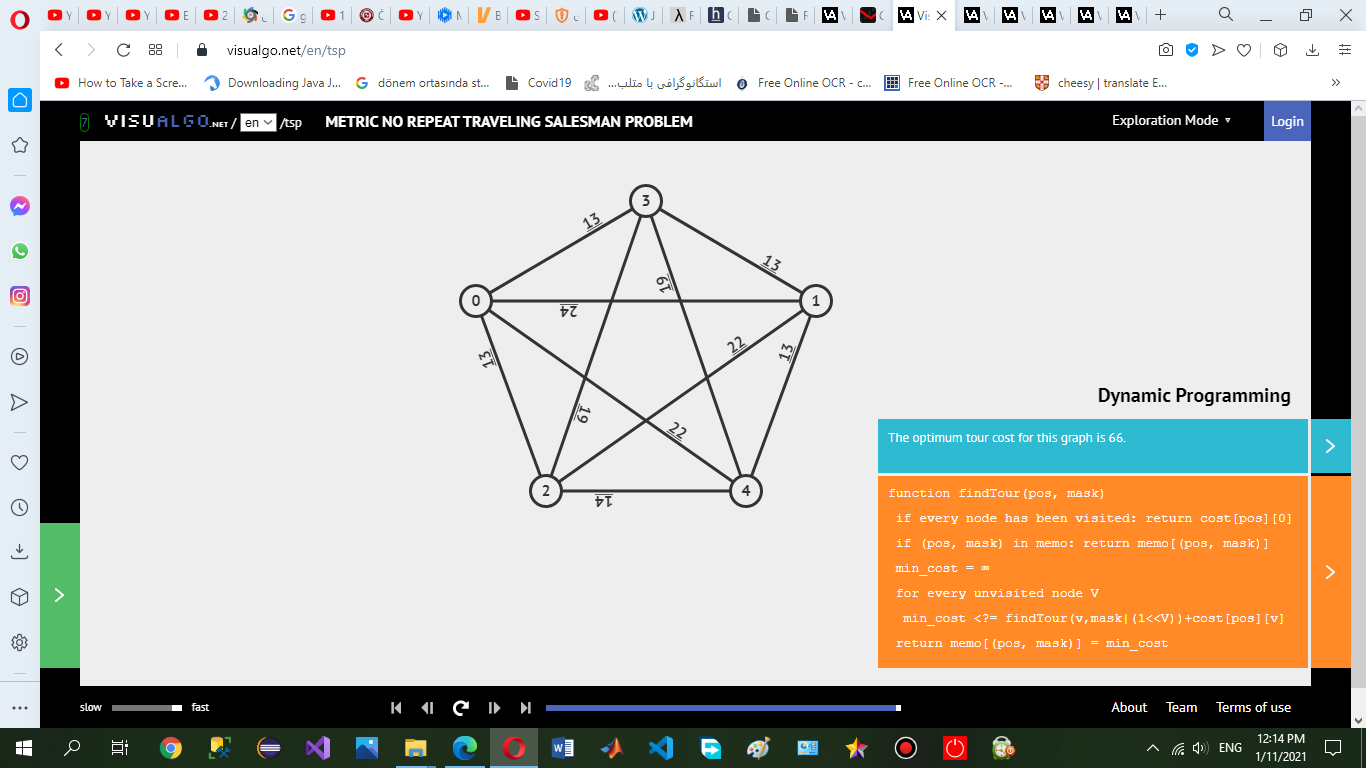 visualgo.net/en/tsp
How to Take a Scre...
Downloading Java J...
dönem ortasında st...
Covid19
استگانوگرافی با متلب...
Free Online OCR - c...
Free Online OCR -...
cheesy | translate E...
»
7 VISUALGO.NET / en /tsp
METRIC NO REPEAT TRAVELING SALESMAN PROBLEM
Exploration Mode ▼
Login
3
13
13
19
0
1
24
13
22
13
19
22
2
4
14
Dynamic Programming
The optimum tour cost for this graph is 66.
function findTour(pos, mask)
if every node has been visited: return cost[pos][0]
if (pos, mask) in memo: return memo[(pos, mask)]
min_cost = ∞
for every unvisited node V
min_cost <?= findTour(v,mask|(1<<V))+cost[pos][v]
return memo[(pos, mask)] = min_cost
slow
fast
About
Team
Terms of use
ENG
12:14 PM
1/11/2021